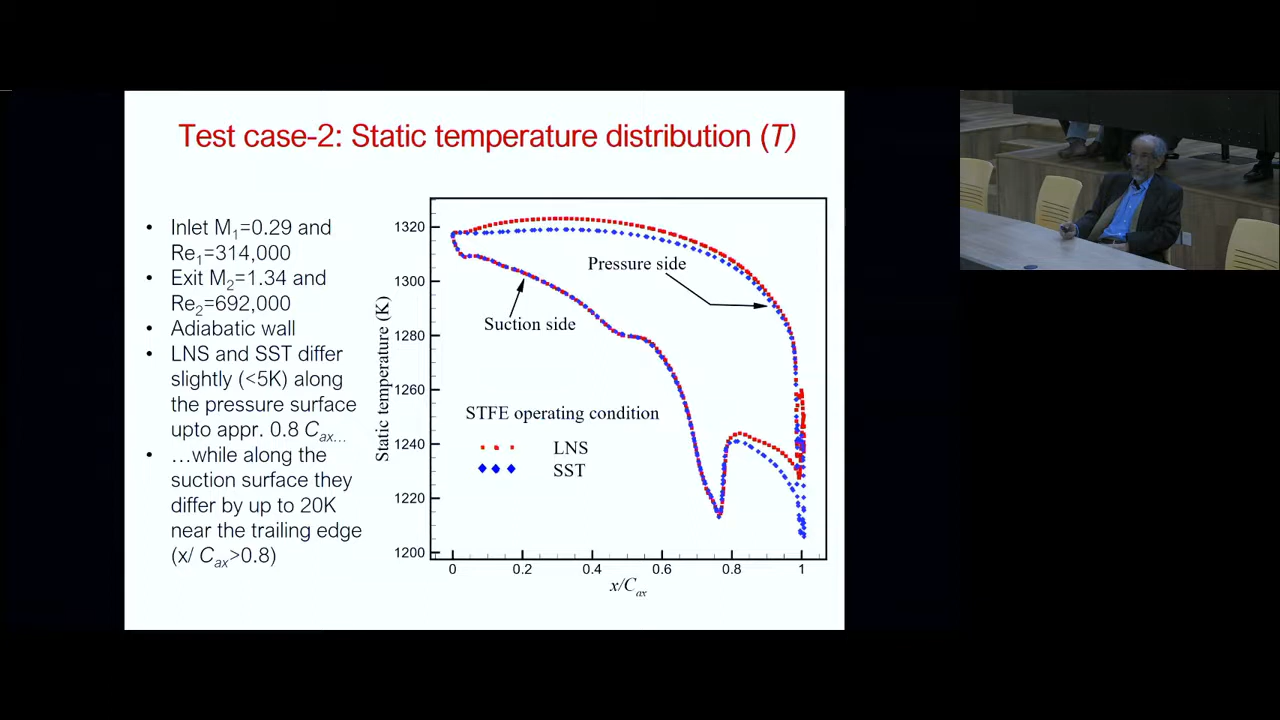 Test case-2: Static temperature distribution (T)
• Inlet M1=0.29 and
Re1=314,000
• Exit M2=1.34 and
Re2=692,000
• Adiabatic wall
• LNS and SST differ
slightly (<5K) along
the pressure surface
upto appr. 0.8 Cax...
• …while along the
suction surface they
differ by up to 20K
near the trailing edge
(x/ Cax>0.8)
Static temperature (K)
1320
1300
1280
1260
1240
1220
1200
Pressure side
Suction side
STFE operating condition
LNS
SST
0 0.2 0.4 0.6 0.8 1
x/Cax